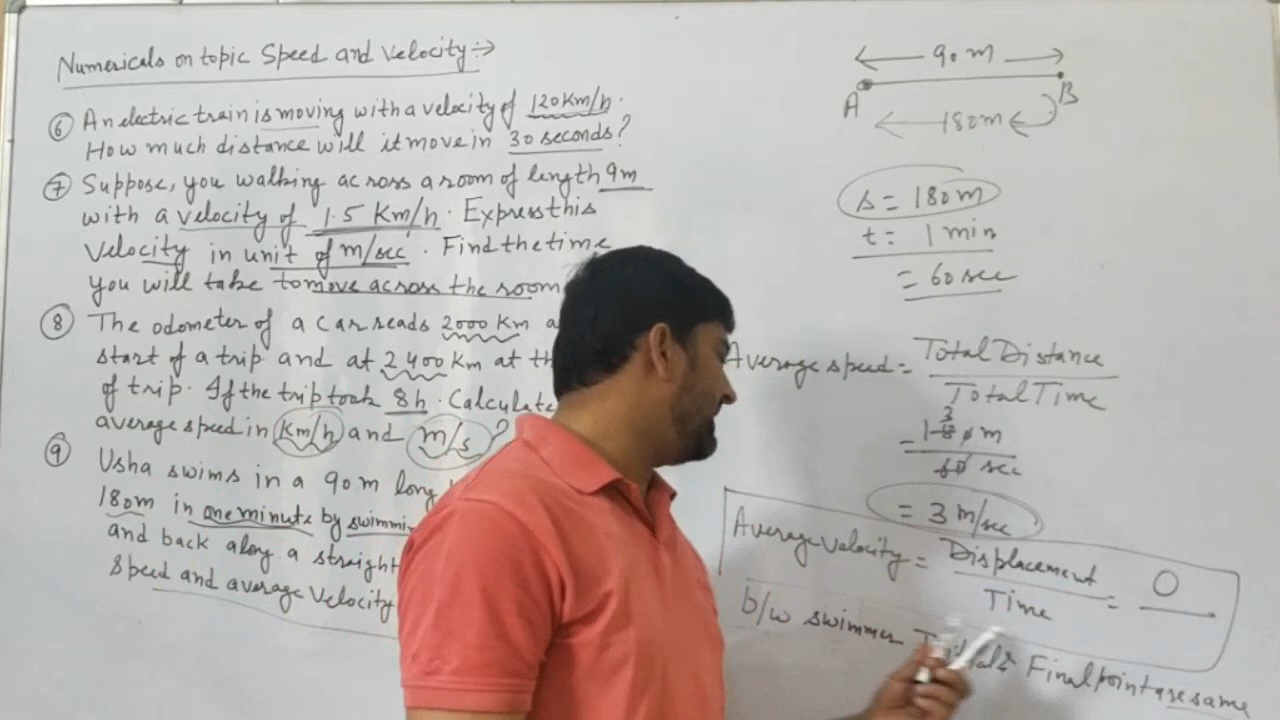 Numericals on topic Speed and Velocity :→
⑥ An electric train is moving with a velocity of 120 Km/h.
How much distance will it move in 30 seconds?
⑦ Suppose, you walking across a room of length 9m
with a velocity of 1.5 Km/h. Express this
velocity in unit of m/sec. Find the time
you will take to move across the room
⑧ The odometer of a car reads 2000 Km a
start of a trip and at 2400 Km at th
of trip. If the trip took 8h. Calculate
average speed in Km/h and m/s?
⑨ Usha swims in a 90m long
180m in one minute by swimmi
and back along a straight
speed and average velocity
90 m
A B
180m
s = 180 m
t = 1 min
= 60 sec
Average speed = Total Distance
Total Time
3
= 180 m
60 sec
= 3 m/sec
Average velocity = Displacement = 0
Time
b/w swimmer Final point are same